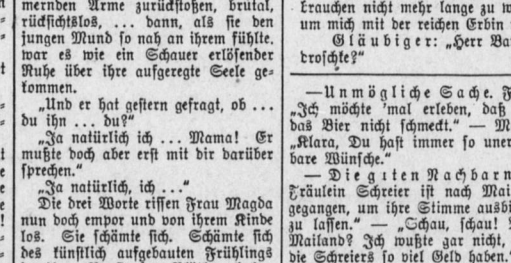 mernden Arme zurückstoßen, brutal,
rücksichtslos, ... dann, als sie den
jungen Mund so nah an ihrem fühlte,
war es wie ein Schauer erlösender
Ruhe über ihre aufgeregte Seele ge-
kommen.
„Und er hat gestern gefragt, ob ...
du ihn ... du?“
„Ja natürlich ich ... Mama! Er
mußte doch aber erst mit dir darüber
sprechen.“
„Ja natürlich, ich ...“
Die drei Worte rissen Frau Magda
nun doch empor und von ihrem Kinde
los. Sie schämte sich. Schämte sich
des künstlich aufgebauten Frühlings
brauchen nicht mehr lange zu w
um mich mit der reichen Erbin
Gläubiger: „Herr Ba
droschke?“
— Unmögliche Sache. F
„Ich möchte 'mal erleben, daß
das Bier nicht schmeckt.“ — M
„Klara, Du hast immer so uner
bare Wünsche.“
— Die guten Nachbarn
Fräulein Schreier ist nach Mai
gegangen, um ihre Stimme ausbi
zu lassen.“ — „Schau, schau!
Mailand? Ich wußte gar nicht,
die Schreiers so viel Geld haben.“